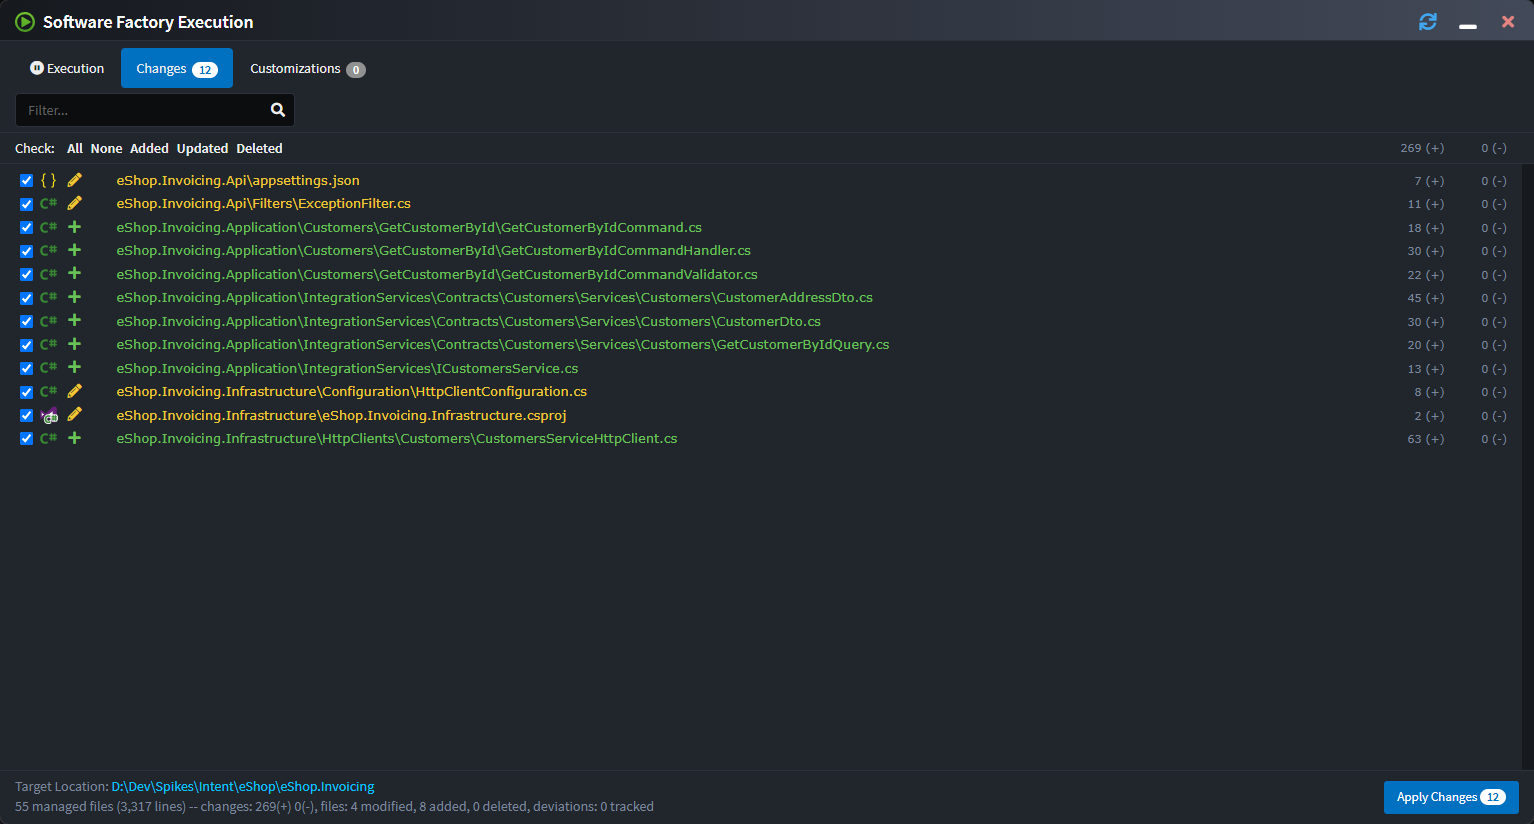 Software Factory Execution
Execution Changes 12 Customizations 0
Filter...
Check: All None Added Updated Deleted 269 (+) 0 (-)
{ } eShop.Invoicing.Api\appsettings.json 7 (+) 0 (-)
C# eShop.Invoicing.Api\Filters\ExceptionFilter.cs 11 (+) 0 (-)
C# eShop.Invoicing.Application\Customers\GetCustomerById\GetCustomerByIdCommand.cs 18 (+) 0 (-)
C# eShop.Invoicing.Application\Customers\GetCustomerById\GetCustomerByIdCommandHandler.cs 30 (+) 0 (-)
C# eShop.Invoicing.Application\Customers\GetCustomerById\GetCustomerByIdCommandValidator.cs 22 (+) 0 (-)
C# eShop.Invoicing.Application\IntegrationServices\Contracts\Customers\Services\Customers\CustomerAddressDto.cs 45 (+) 0 (-)
C# eShop.Invoicing.Application\IntegrationServices\Contracts\Customers\Services\Customers\CustomerDto.cs 30 (+) 0 (-)
C# eShop.Invoicing.Application\IntegrationServices\Contracts\Customers\Services\Customers\GetCustomerByIdQuery.cs 20 (+) 0 (-)
C# eShop.Invoicing.Application\IntegrationServices\ICustomersService.cs 13 (+) 0 (-)
C# eShop.Invoicing.Infrastructure\Configuration\HttpClientConfiguration.cs 8 (+) 0 (-)
eShop.Invoicing.Infrastructure\eShop.Invoicing.Infrastructure.csproj 2 (+) 0 (-)
C# eShop.Invoicing.Infrastructure\HttpClients\Customers\CustomersServiceHttpClient.cs 63 (+) 0 (-)
Target Location: D:\Dev\Spikes\Intent\eShop\eShop.Invoicing
55 managed files (3,317 lines) -- changes: 269(+) 0(-), files: 4 modified, 8 added, 0 deleted, deviations: 0 tracked
Apply Changes 12